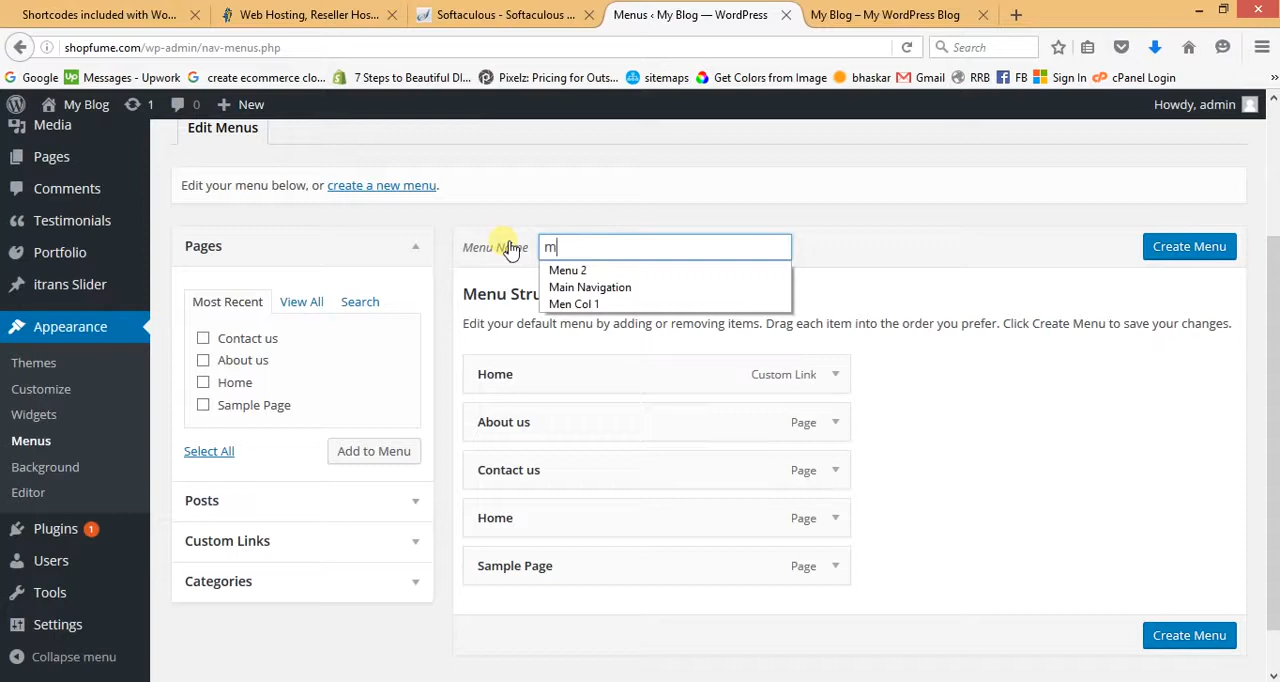 Shortcodes included with Wo...
Web Hosting, Reseller Hos...
Softaculous - Softaculous ...
Menus ‹ My Blog — WordPress
My Blog – My WordPress Blog
shopfume.com/wp-admin/nav-menus.php
Search
Google
Messages - Upwork
create ecommerce clo...
7 Steps to Beautiful DI...
Pixelz: Pricing for Outs...
sitemaps
Get Colors from Image
bhaskar
Gmail
RRB
FB
Sign In
cPanel Login
My Blog
1
0
New
Howdy, admin
Media
Pages
Comments
Testimonials
Portfolio
itrans Slider
Appearance
Themes
Customize
Widgets
Menus
Background
Editor
Plugins 1
Users
Tools
Settings
Collapse menu
Edit Menus
Edit your menu below, or create a new menu.
Pages
Most Recent
View All
Search
Contact us
About us
Home
Sample Page
Select All
Add to Menu
Posts
Custom Links
Categories
m
Create Menu
Menu 2
Main Navigation
Men Col 1
Menu
Edit your default menu by adding or removing items. Drag each item into the order you prefer. Click Create Menu to save your changes.
Home
Custom Link
About us
Page
Contact us
Page
Home
Page
Sample Page
Page
Create Menu